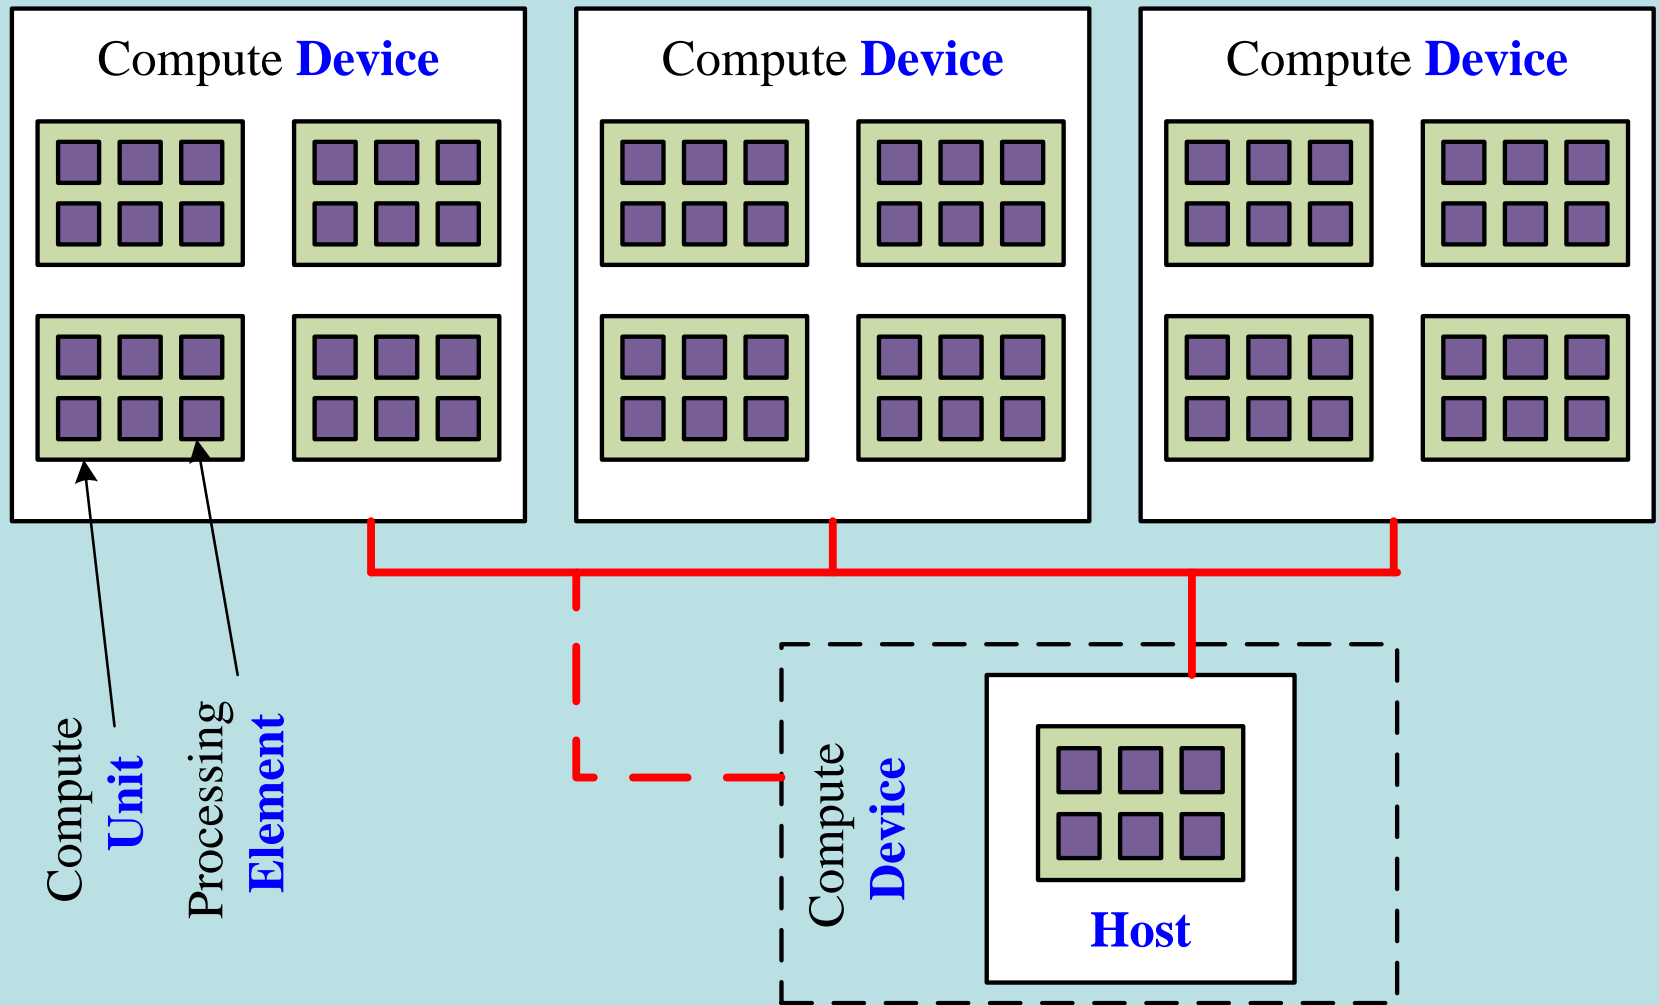 Compute Device
Compute Device
Compute Device
Compute
Unit
Processing
Element
Compute
Device
Host